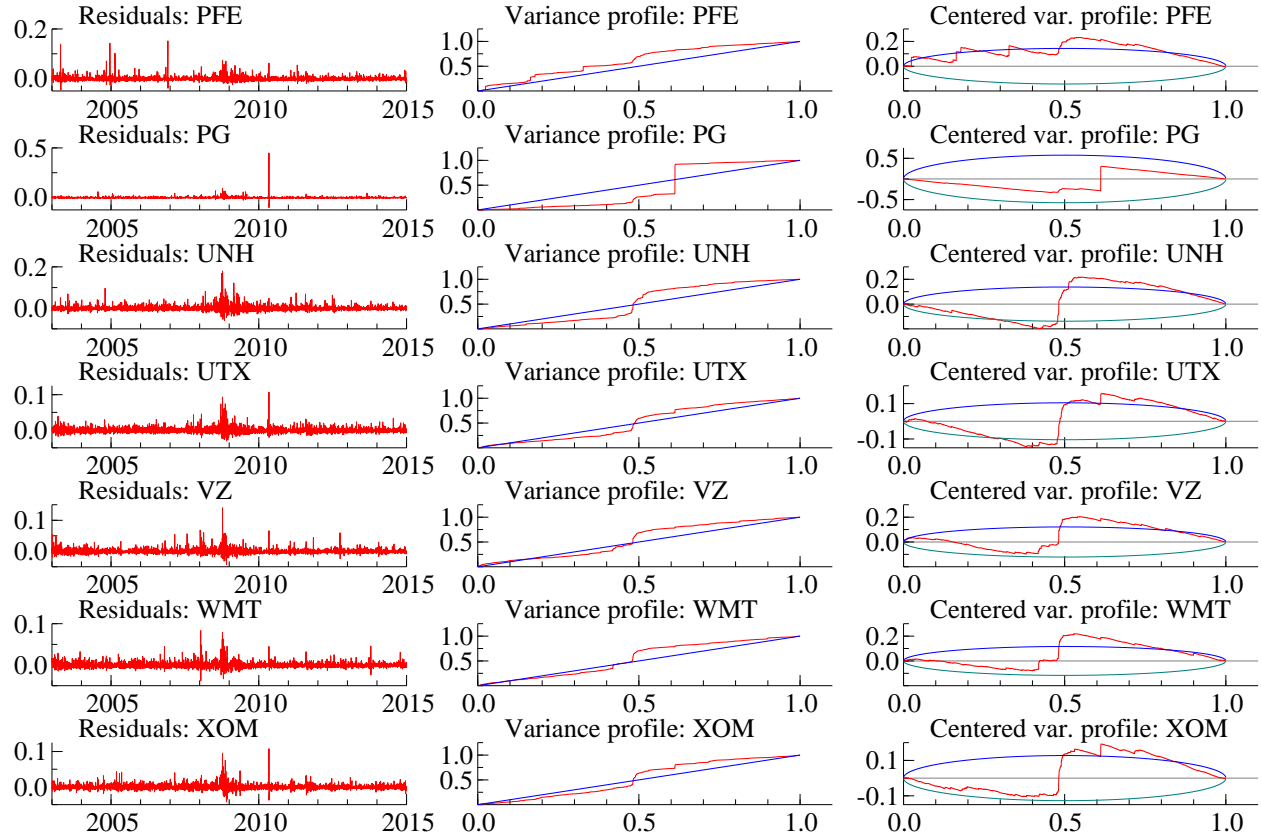 Residuals: PFE Variance profile: PFE Centered var. profile: PFE
0.2 1.0 0.2
0.0 0.5 0.0
2005 2010 2015 0.0 0.5 1.0 0.0 0.5 1.0
Residuals: PG Variance profile: PG Centered var. profile: PG
0.5 1.0 0.5
0.0 0.5 -0.5
2005 2010 2015 0.0 0.5 1.0 0.0 0.5 1.0
Residuals: UNH Variance profile: UNH Centered var. profile: UNH
0.2 1.0 0.2
0.0 0.5 0.0
2005 2010 2015 0.0 0.5 1.0 0.0 0.5 1.0
Residuals: UTX Variance profile: UTX Centered var. profile: UTX
0.1 1.0 0.1
0.0 0.5 -0.1
2005 2010 2015 0.0 0.5 1.0 0.0 0.5 1.0
Residuals: VZ Variance profile: VZ Centered var. profile: VZ
0.1 1.0 0.2
0.0 0.5 0.0
2005 2010 2015 0.0 0.5 1.0 0.0 0.5 1.0
Residuals: WMT Variance profile: WMT Centered var. profile: WMT
0.1 1.0 0.2
0.0 0.5 0.0
2005 2010 2015 0.0 0.5 1.0 0.0 0.5 1.0
Residuals: XOM Variance profile: XOM Centered var. profile: XOM
0.1 1.0 0.1
0.0 0.5 -0.1
2005 2010 2015 0.0 0.5 1.0 0.0 0.5 1.0